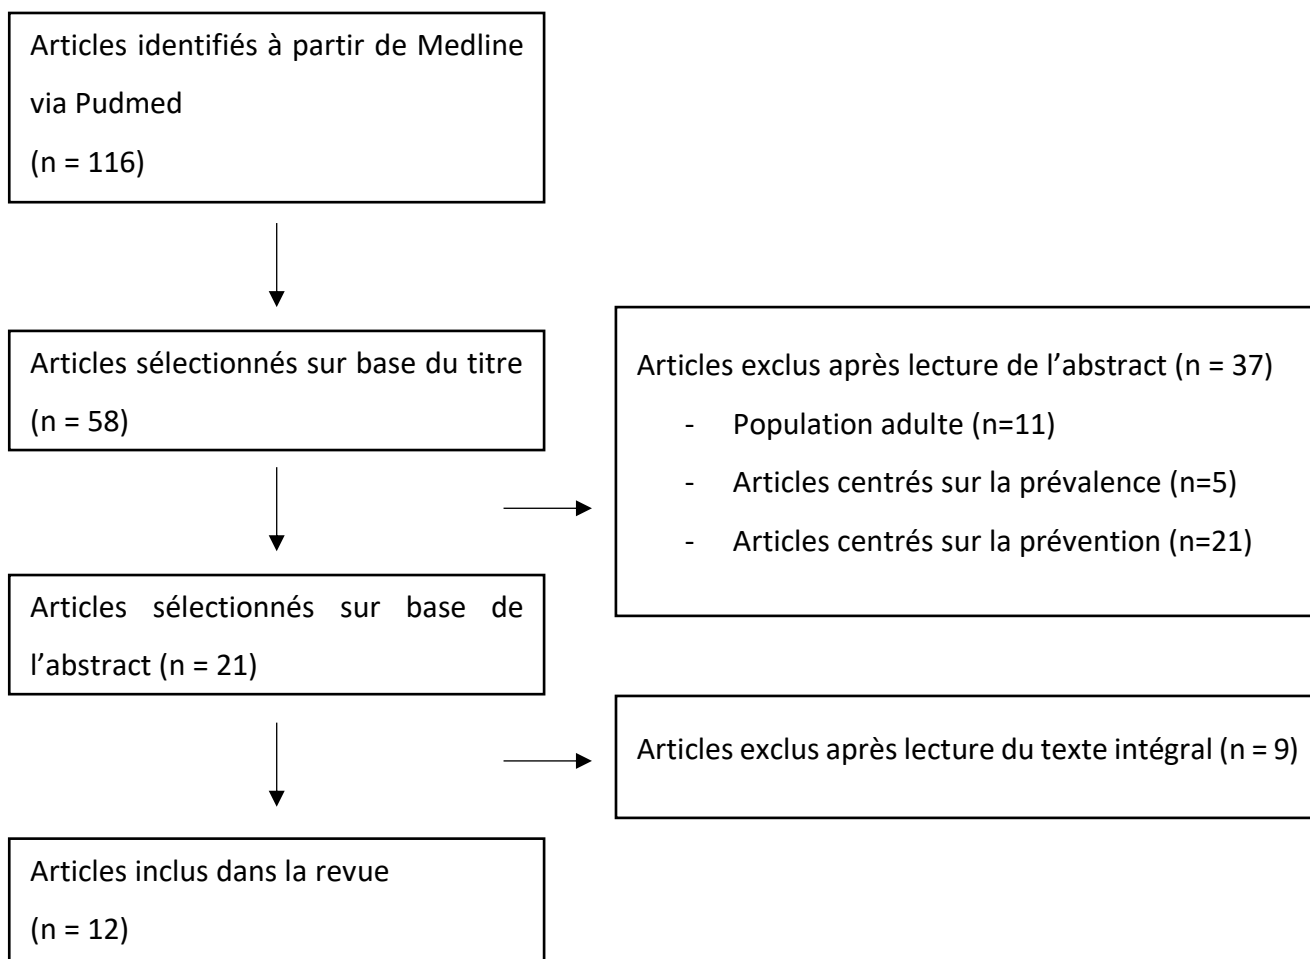 Articles identifiés à partir de Medline
via Pudmed
(n = 116)
Articles sélectionnés sur base du titre
(n = 58)
Articles exclus après lecture de l’abstract (n = 37)
- Population adulte (n=11)
- Articles centrés sur la prévalence (n=5)
- Articles centrés sur la prévention (n=21)
Articles sélectionnés sur base de
l’abstract (n = 21)
Articles exclus après lecture du texte intégral (n = 9)
Articles inclus dans la revue
(n = 12)